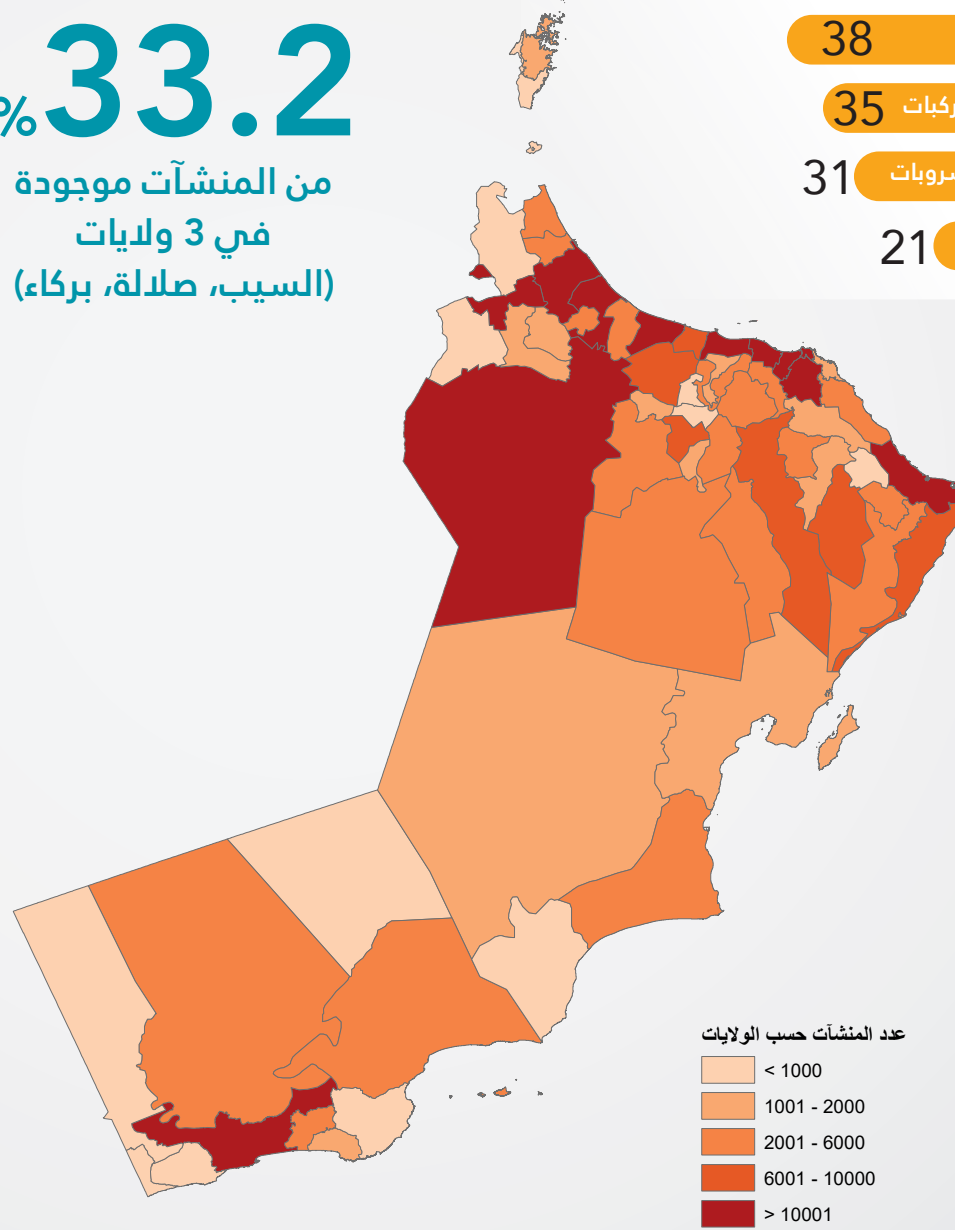 %33.2
من المنشآت موجودة
في 3 ولايات
(السيب، صلالة، بركاء)
38
35
31
21
عدد المنشآت حسب الولايات
< 1000
1001 - 2000
2001 - 6000
6001 - 10000
> 10001